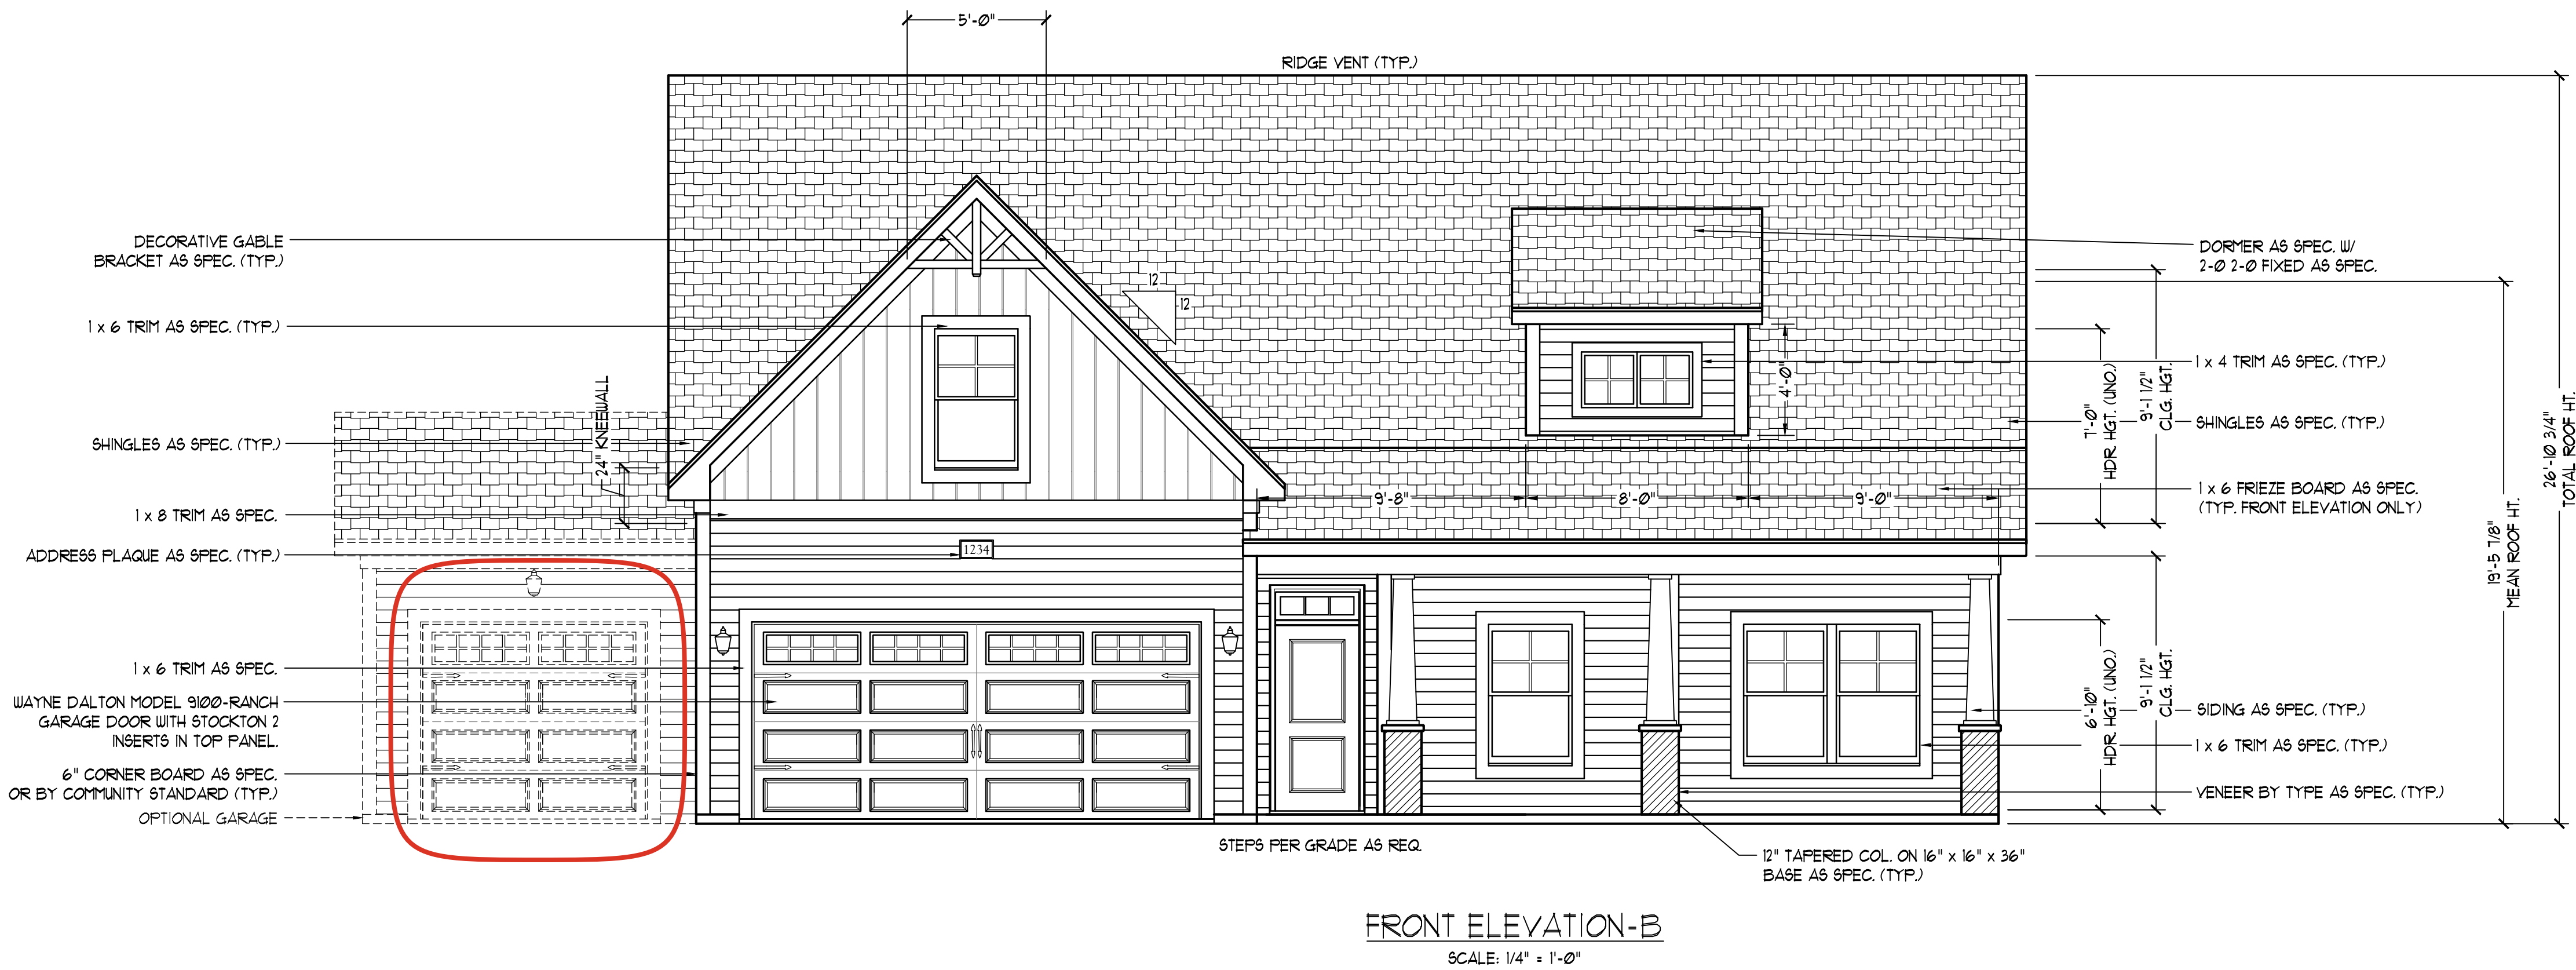 5'-0"
RIDGE VENT (TYP.)
DECORATIVE GABLE
BRACKET AS SPEC. (TYP.)
1 x 6 TRIM AS SPEC. (TYP.)
24" KNEEWALL
SHINGLES AS SPEC. (TYP.)
1 x 8 TRIM AS SPEC.
ADDRESS PLAQUE AS SPEC. (TYP.)
1 x 6 TRIM AS SPEC.
WAYNE DALTON MODEL 9100-RANCH
GARAGE DOOR WITH STOCKTON 2
INSERTS IN TOP PANEL.
6" CORNER BOARD AS SPEC.
OR BY COMMUNITY STANDARD (TYP.)
OPTIONAL GARAGE
12
12
1234
4'-0"
9'-8"
8'-0"
9'-0"
DORMER AS SPEC. W/
2-0 2-0 FIXED AS SPEC.
1 x 4 TRIM AS SPEC. (TYP.)
SHINGLES AS SPEC. (TYP.)
1 x 6 FRIEZE BOARD AS SPEC.
(TYP. FRONT ELEVATION ONLY)
SIDING AS SPEC. (TYP.)
1 x 6 TRIM AS SPEC. (TYP.)
VENEER BY TYPE AS SPEC. (TYP.)
7'-0"
HDR HGT. (UNO.)
9'-1 1/2"
CLG. HGT.
6'-10"
HDR HGT. (UNO.)
9'-1 1/2"
CLG. HGT.
19'-5 7/8"
MEAN ROOF HT.
26'-10 3/4"
TOTAL ROOF HT.
STEPS PER GRADE AS REQ.
12" TAPERED COL. ON 16" x 16" x 36"
BASE AS SPEC. (TYP.)
FRONT ELEVATION-B
SCALE: 1/4" = 1'-0"